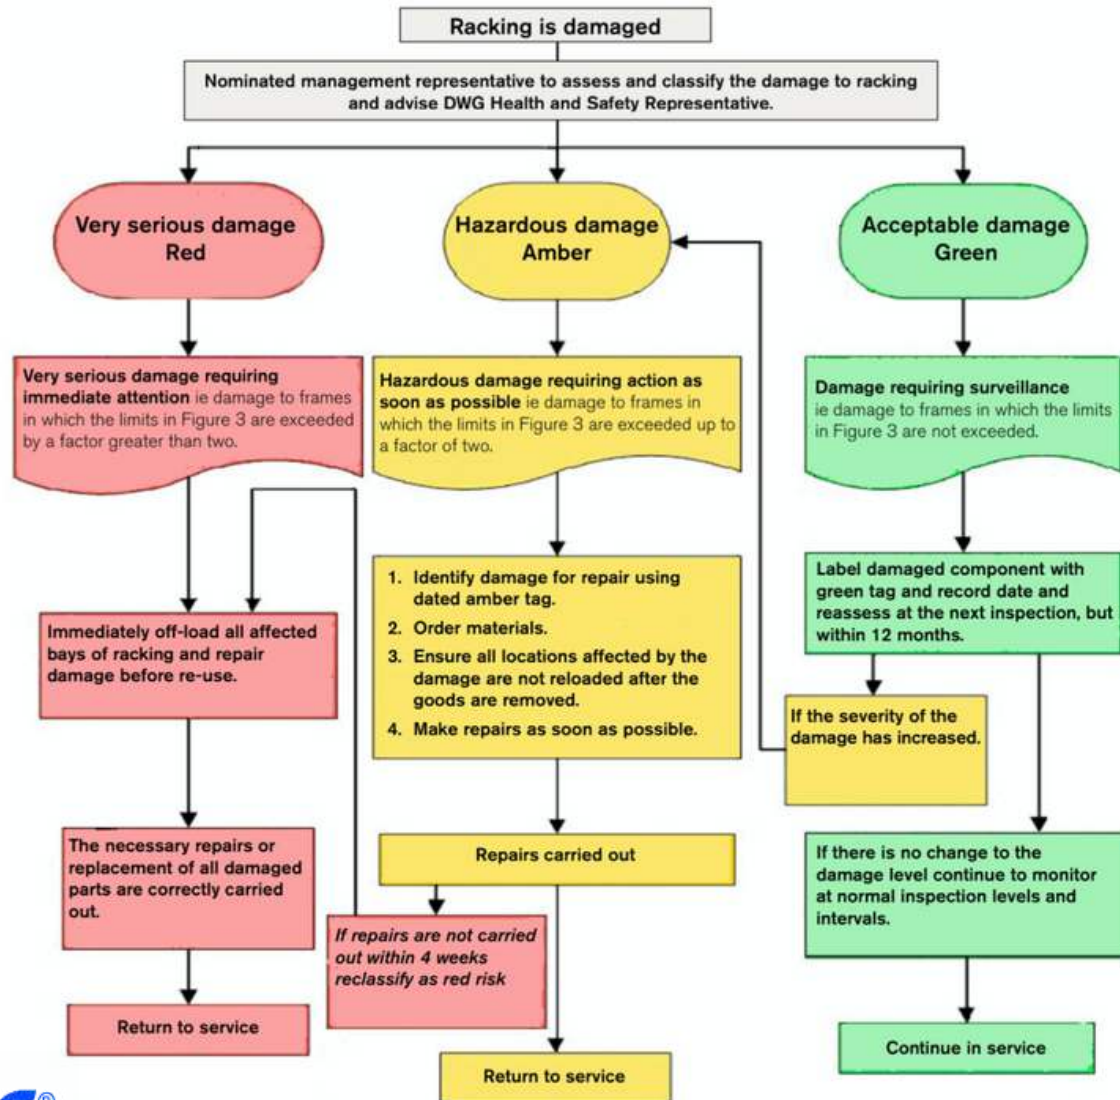 Racking is damaged
Nominated management representative to assess and classify the damage to racking
and advise DWG Health and Safety Representative.
Very serious damage
Red
Hazardous damage
Amber
Acceptable damage
Green
Very serious damage requiring
immediate attention ie damage to frames
in which the limits in Figure 3 are exceeded
by a factor greater than two.
Hazardous damage requiring action as
soon as possible ie damage to frames in
which the limits in Figure 3 are exceeded up to
a factor of two.
Damage requiring surveillance
ie damage to frames in which the limits
in Figure 3 are not exceeded.
Immediately off-load all affected
bays of racking and repair
damage before re-use.
1. Identify damage for repair using
dated amber tag.
2. Order materials.
3. Ensure all locations affected by the
damage are not reloaded after the
goods are removed.
4. Make repairs as soon as possible.
Label damaged component with
green tag and record date and
reassess at the next inspection, but
within 12 months.
If the severity of the
damage has increased.
The necessary repairs or
replacement of all damaged
parts are correctly carried
out.
Repairs carried out
If there is no change to the
damage level continue to monitor
at normal inspection levels and
intervals.
If repairs are not carried
out within 4 weeks
reclassify as red risk
Return to service
Return to service
Continue in service
®